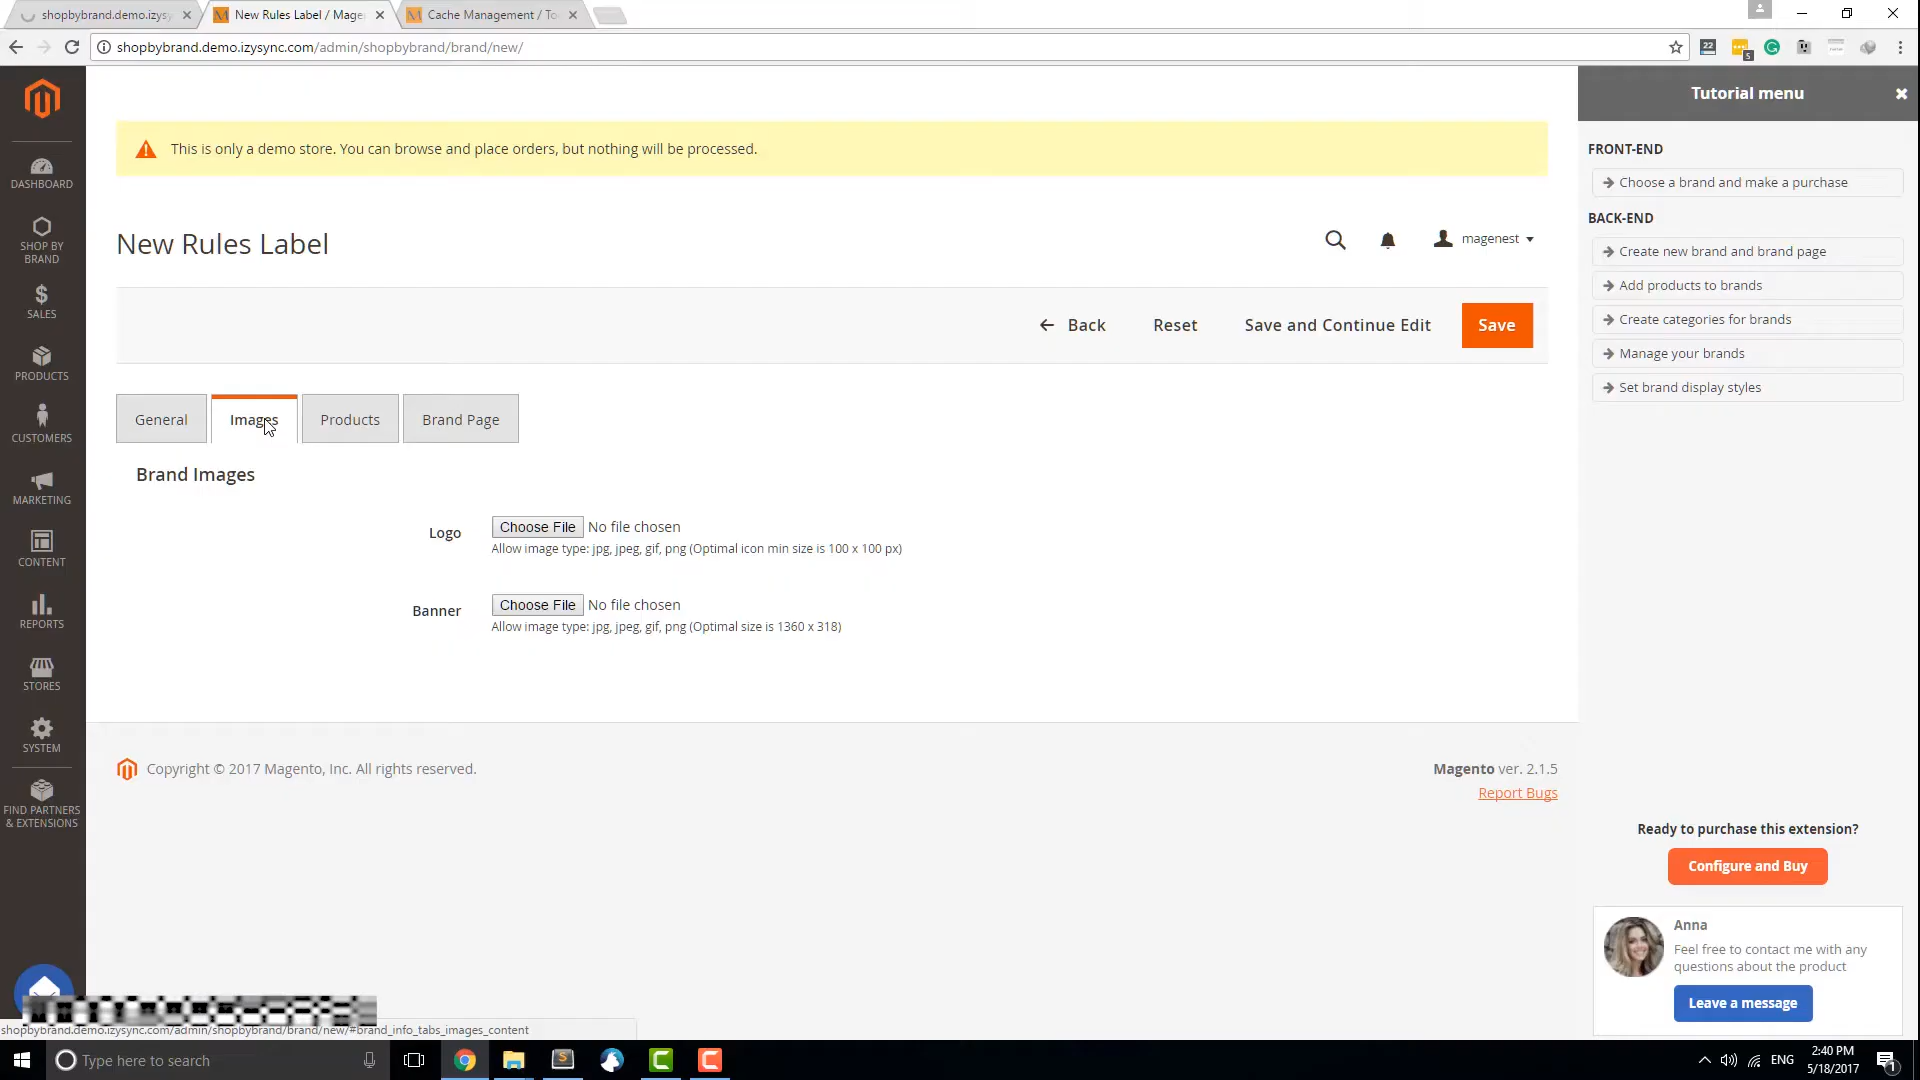 shopbybrand.demo.izysy
New Rules Label / Mage
Cache Management / To
shopbybrand.demo.izysync.com/admin/shopbybrand/brand/new/
22
5
Tutorial menu
This is only a demo store. You can browse and place orders, but nothing will be processed.
FRONT-END
Choose a brand and make a purchase
BACK-END
Create new brand and brand page
Add products to brands
Create categories for brands
Manage your brands
Set brand display styles
DASHBOARD
SHOP BY
BRAND
SALES
PRODUCTS
CUSTOMERS
MARKETING
CONTENT
REPORTS
STORES
SYSTEM
FIND PARTNERS
& EXTENSIONS
New Rules Label
magenest
Back
Reset
Save and Continue Edit
Save
General
Images
Products
Brand Page
Brand Images
Logo
Choose File No file chosen
Allow image type: jpg, jpeg, gif, png (Optimal icon min size is 100 x 100 px)
Banner
Choose File No file chosen
Allow image type: jpg, jpeg, gif, png (Optimal size is 1360 x 318)
Copyright © 2017 Magento, Inc. All rights reserved.
Magento ver. 2.1.5
Report Bugs
Ready to purchase this extension?
Configure and Buy
Anna
Feel free to contact me with any
questions about the product
Leave a message
shopbybrand.demo.izysync.com/admin/shopbybrand/brand/new/#brand_info_tabs_images_content
Type here to search
ENG
2:40 PM
5/18/2017
1